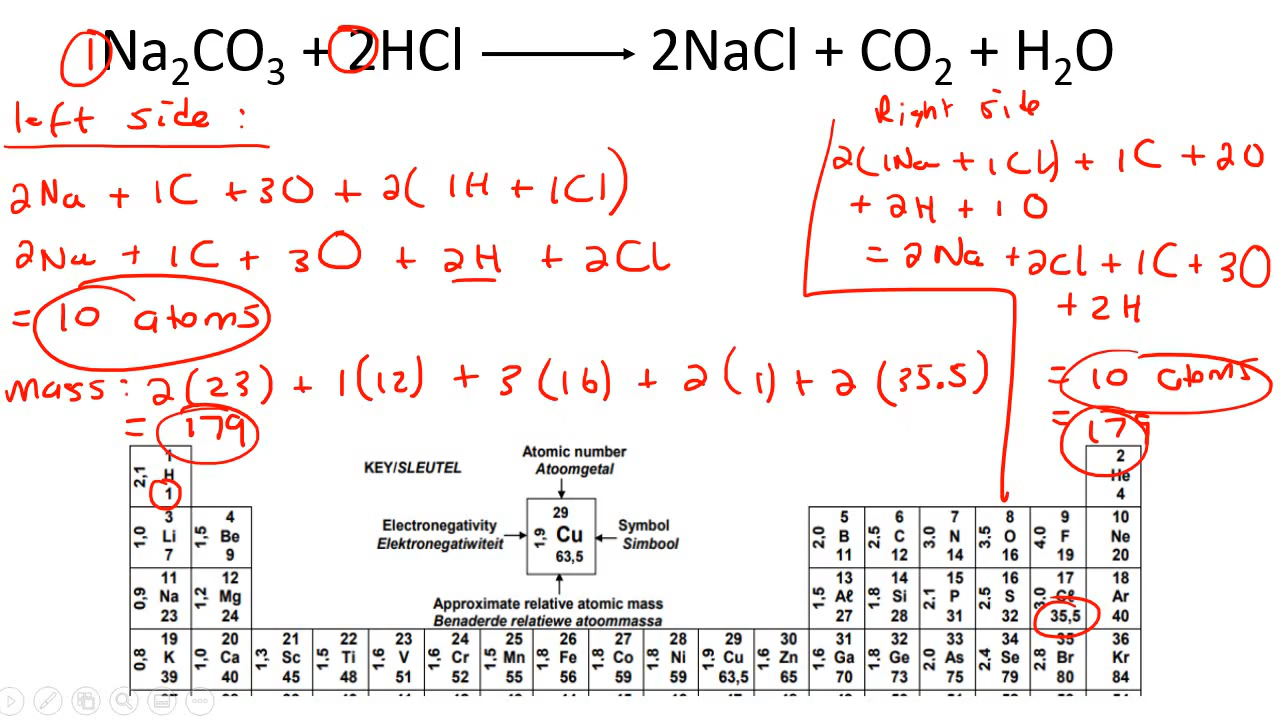 1Na₂CO₃ + 2HCl ⟶ 2NaCl + CO₂ + H₂O
left side :
2Na + 1C + 3O + 2( 1H + 1Cl)
2Na + 1C + 3O + 2H + 2Cl
= 10 atoms
Right side
2(1Na + 1Cl) + 1C + 2O
+ 2H + 1O
= 2Na + 2Cl + 1C + 3O
+ 2H
= 10 atoms
= 179
mass : 2 (23) + 1(12) + 3 (16) + 2 (1) + 2 (35.5)
= 179
KEY/SLEUTEL
Atomic number
Atoomgetal
Electronegativity
Elektronegatiwiteit
29
1,9 Cu
63,5
Symbol
Simbool
Approximate relative atomic mass
Benaderde relatiewe atoommassa
1 2
2,1 H He
1 4
3 4 5 6 7 8 9 10
1,0 Li 1,5 Be 2,0 B 2,5 C 3,0 N 3,5 O 4,0 F Ne
7 9 11 12 14 16 19 20
11 12 13 14 15 16 17 18
0,9 Na 1,2 Mg 1,5 Aℓ 1,8 Si 2,1 P 2,5 S 3,0 Cℓ Ar
23 24 27 28 31 32 35,5 40
19 20 21 22 23 24 25 26 27 28 29 30 31 32 33 34 35 36
0,8 K 1,0 Ca 1,3 Sc 1,5 Ti 1,6 V 1,6 Cr 1,5 Mn 1,8 Fe 1,8 Co 1,8 Ni 1,9 Cu 1,6 Zn 1,6 Ga 1,8 Ge 2,0 As 2,4 Se 2,8 Br Kr
39 40 45 48 51 52 55 56 59 59 63,5 65 70 73 75 79 80 84